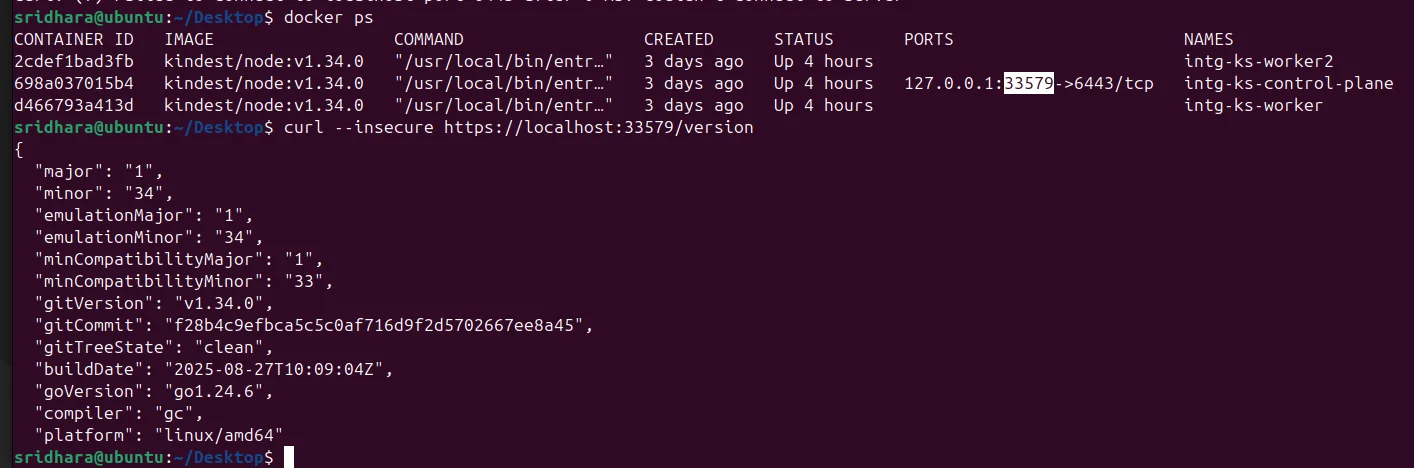 sridhara@ubuntu:~/Desktop$ docker ps
CONTAINER ID   IMAGE                  COMMAND                  CREATED      STATUS       PORTS                       NAMES
2cdef1bad3fb   kindest/node:v1.34.0   "/usr/local/bin/entr…"   3 days ago   Up 4 hours                               intg-ks-worker2
698a037015b4   kindest/node:v1.34.0   "/usr/local/bin/entr…"   3 days ago   Up 4 hours   127.0.0.1:33579->6443/tcp   intg-ks-control-plane
d466793a413d   kindest/node:v1.34.0   "/usr/local/bin/entr…"   3 days ago   Up 4 hours                               intg-ks-worker
sridhara@ubuntu:~/Desktop$ curl --insecure https://localhost:33579/version
{
  "major": "1",
  "minor": "34",
  "emulationMajor": "1",
  "emulationMinor": "34",
  "minCompatibilityMajor": "1",
  "minCompatibilityMinor": "33",
  "gitVersion": "v1.34.0",
  "gitCommit": "f28b4c9efbca5c5c0af716d9f2d5702667ee8a45",
  "gitTreeState": "clean",
  "buildDate": "2025-08-27T10:09:04Z",
  "goVersion": "go1.24.6",
  "compiler": "gc",
  "platform": "linux/amd64"
sridhara@ubuntu:~/Desktop$